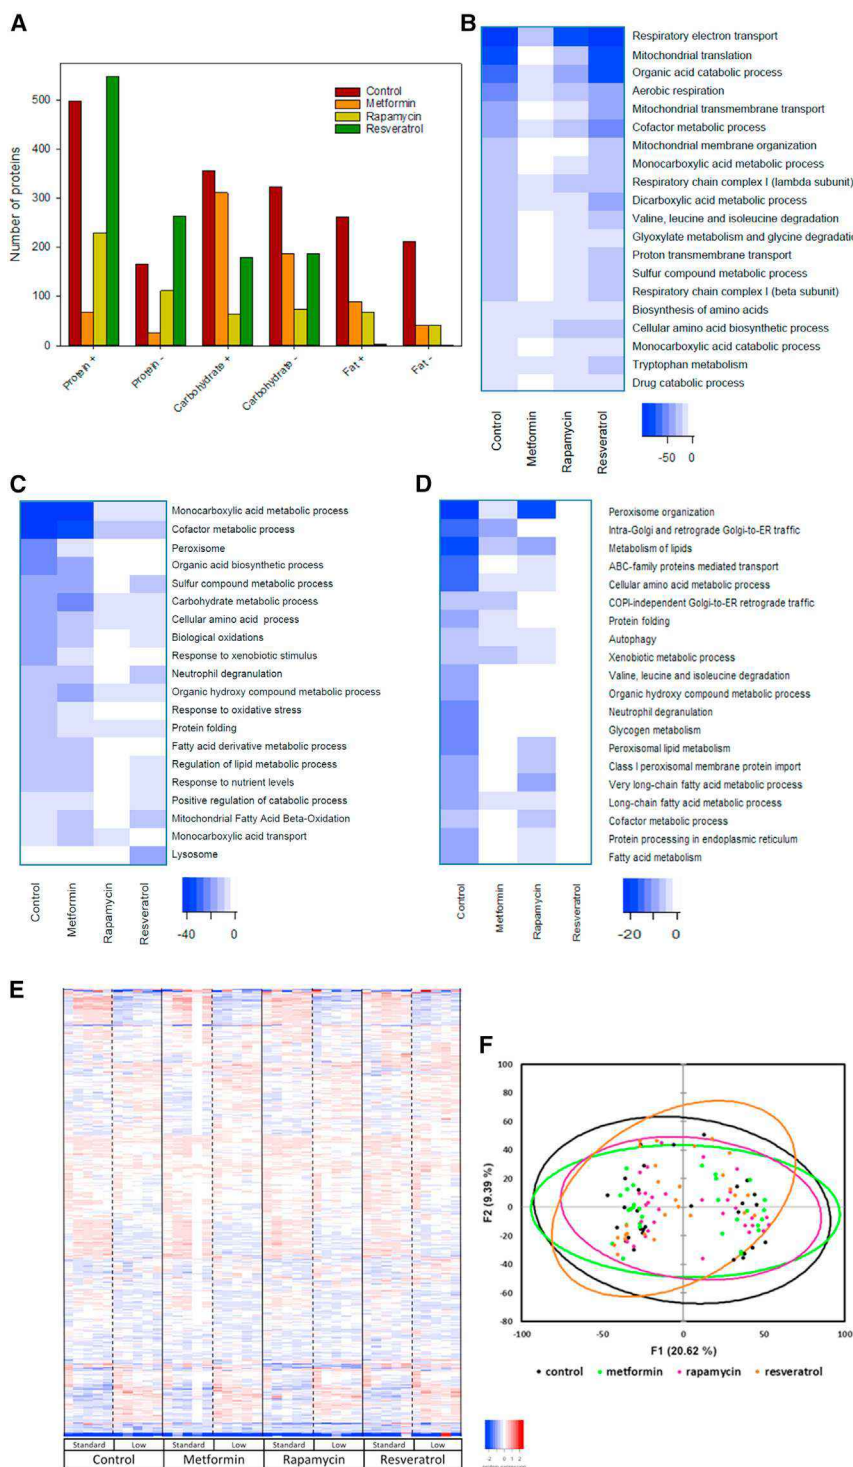 A
Number of proteins
500
400
300
200
100
0
Control
Metformin
Rapamycin
Resveratrol
Protein +
Protein -
Carbohydrate +
Carbohydrate -
Fat +
Fat -
B
Respiratory electron transport
Mitochondrial translation
Organic acid catabolic process
Aerobic respiration
Mitochondrial transmembrane transport
Cofactor metabolic process
Mitochondrial membrane organization
Monocarboxylic acid metabolic process
Respiratory chain complex I (lambda subunit)
Dicarboxylic acid metabolic process
Valine, leucine and isoleucine degradation
Glyoxylate metabolism and glycine degradatio
Proton transmembrane transport
Sulfur compound metabolic process
Respiratory chain complex I (beta subunit)
Biosynthesis of amino acids
Cellular amino acid biosynthetic process
Monocarboxylic acid catabolic process
Tryptophan metabolism
Drug catabolic process
Control
Metformin
Rapamycin
Resveratrol
-50 0
C
Monocarboxylic acid metabolic process
Cofactor metabolic process
Peroxisome
Organic acid biosynthetic process
Sulfur compound metabolic process
Carbohydrate metabolic process
Cellular amino acid process
Biological oxidations
Response to xenobiotic stimulus
Neutrophil degranulation
Organic hydroxy compound metabolic process
Response to oxidative stress
Protein folding
Fatty acid derivative metabolic process
Regulation of lipid metabolic process
Response to nutrient levels
Positive regulation of catabolic process
Mitochondrial Fatty Acid Beta-Oxidation
Monocarboxylic acid transport
Lysosome
Control
Metformin
Rapamycin
Resveratrol
-40 0
D
Peroxisome organization
Intra-Golgi and retrograde Golgi-to-ER traffic
Metabolism of lipids
ABC-family proteins mediated transport
Cellular amino acid metabolic process
COPI-independent Golgi-to-ER retrograde traffic
Protein folding
Autophagy
Xenobiotic metabolic process
Valine, leucine and isoleucine degradation
Organic hydroxy compound metabolic process
Neutrophil degranulation
Glycogen metabolism
Peroxisomal lipid metabolism
Class I peroxisomal membrane protein import
Very long-chain fatty acid metabolic process
Long-chain fatty acid metabolic process
Cofactor metabolic process
Protein processing in endoplasmic reticulum
Fatty acid metabolism
Control
Metformin
Rapamycin
Resveratrol
-20 0
E
Standard Low Standard Low Standard Low Standard Low
Control Metformin Rapamycin Resveratrol
F
F2 (9.39 %)
100
80
60
40
20
0
-20
-40
-60
-80
-100 -50 0 50 100
F1 (20.62 %)
control metformin rapamycin resveratrol
-2 0 2